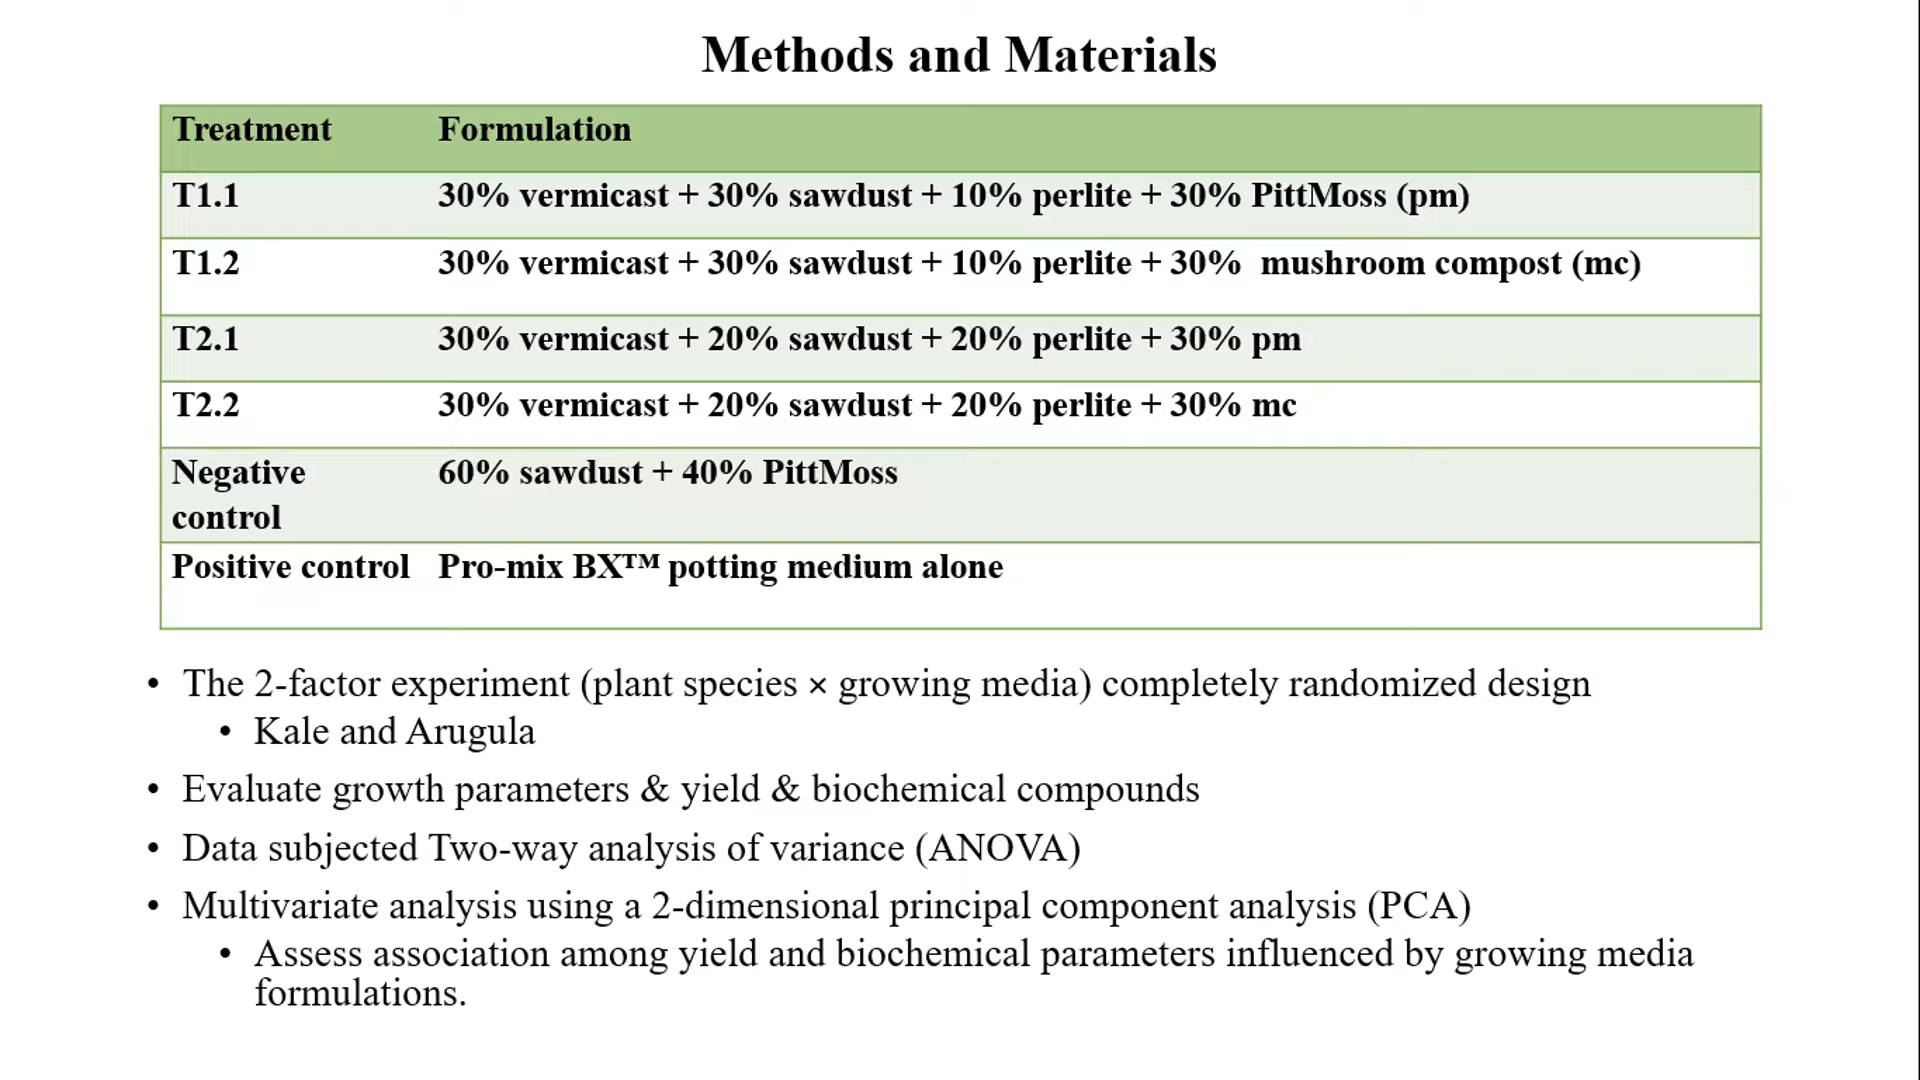 Methods and Materials
Treatment Formulation
T1.1 30% vermicast + 30% sawdust + 10% perlite + 30% PittMoss (pm)
T1.2 30% vermicast + 30% sawdust + 10% perlite + 30% mushroom compost (mc)
T2.1 30% vermicast + 20% sawdust + 20% perlite + 30% pm
T2.2 30% vermicast + 20% sawdust + 20% perlite + 30% mc
Negative 60% sawdust + 40% PittMoss
control
Positive control Pro-mix BX™ potting medium alone
• The 2-factor experiment (plant species × growing media) completely randomized design
• Kale and Arugula
• Evaluate growth parameters & yield & biochemical compounds
• Data subjected Two-way analysis of variance (ANOVA)
• Multivariate analysis using a 2-dimensional principal component analysis (PCA)
• Assess association among yield and biochemical parameters influenced by growing media
formulations.